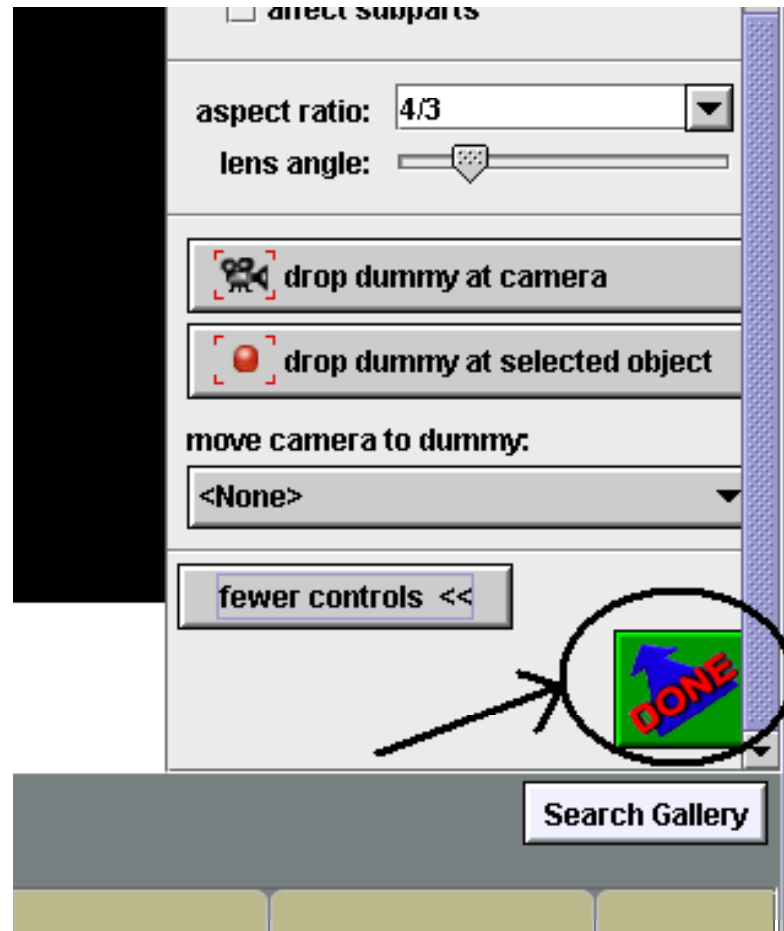 affect subparts
aspect ratio: 4/3
lens angle:
drop dummy at camera
drop dummy at selected object
move camera to dummy:
<None>
fewer controls <<
DONE
Search Gallery